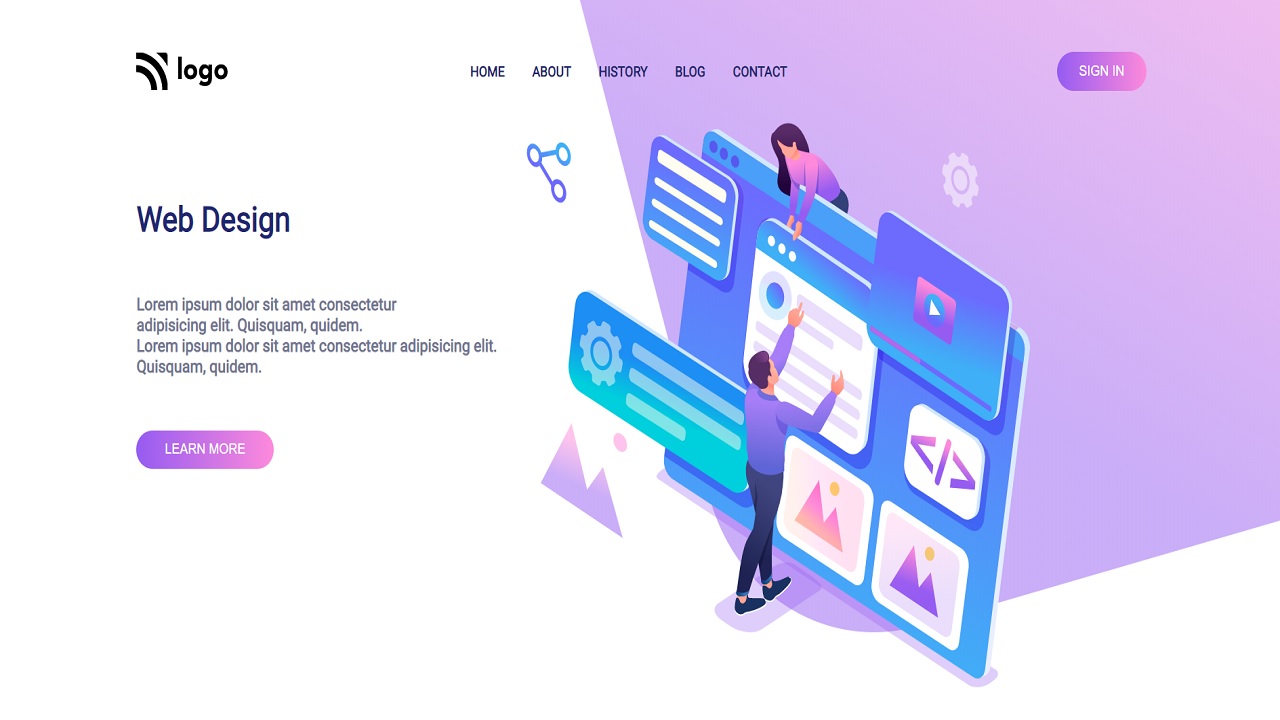 logo
HOME ABOUT HISTORY BLOG CONTACT
SIGN IN
Web Design
Lorem ipsum dolor sit amet consectetur
adipisicing elit. Quisquam, quidem.
Lorem ipsum dolor sit amet consectetur adipisicing elit.
Quisquam, quidem.
LEARN MORE
</>